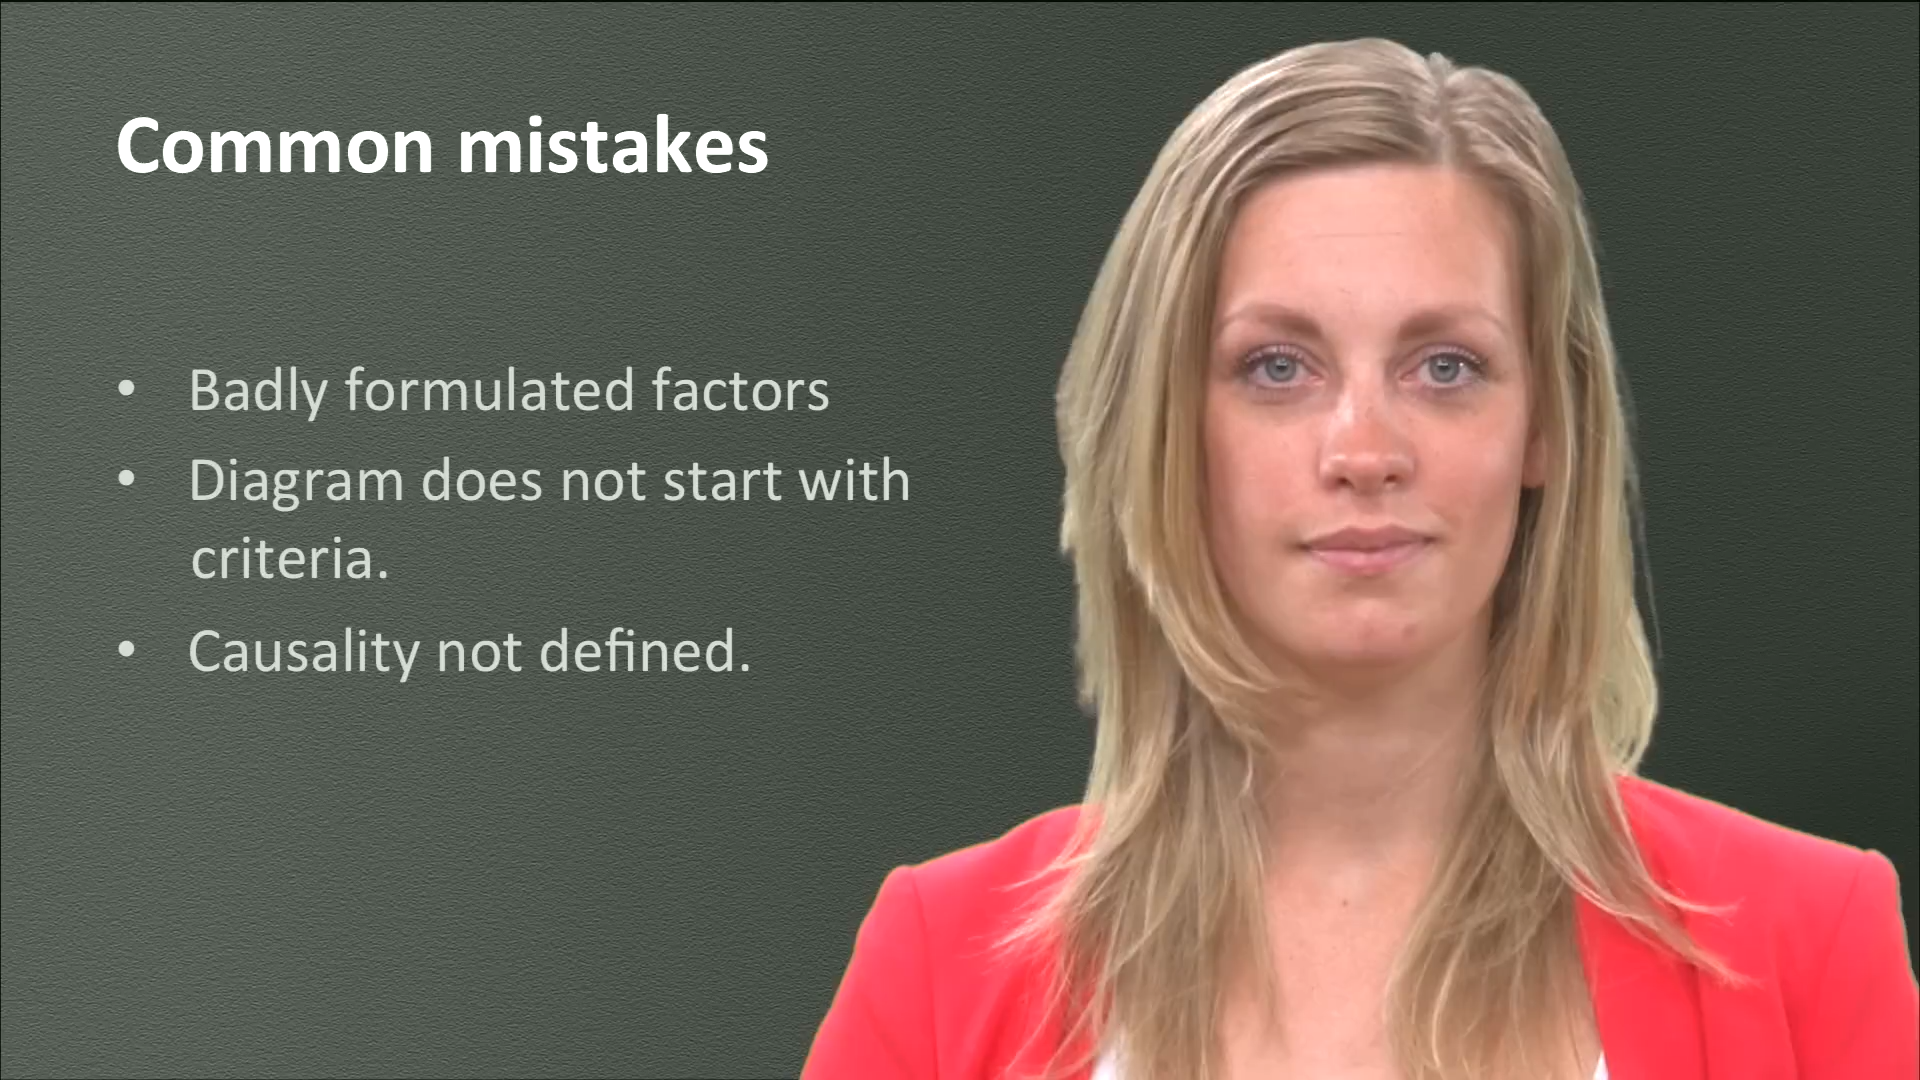 Common mistakes
• Badly formulated factors
• Diagram does not start with
criteria.
• Causality not defined.